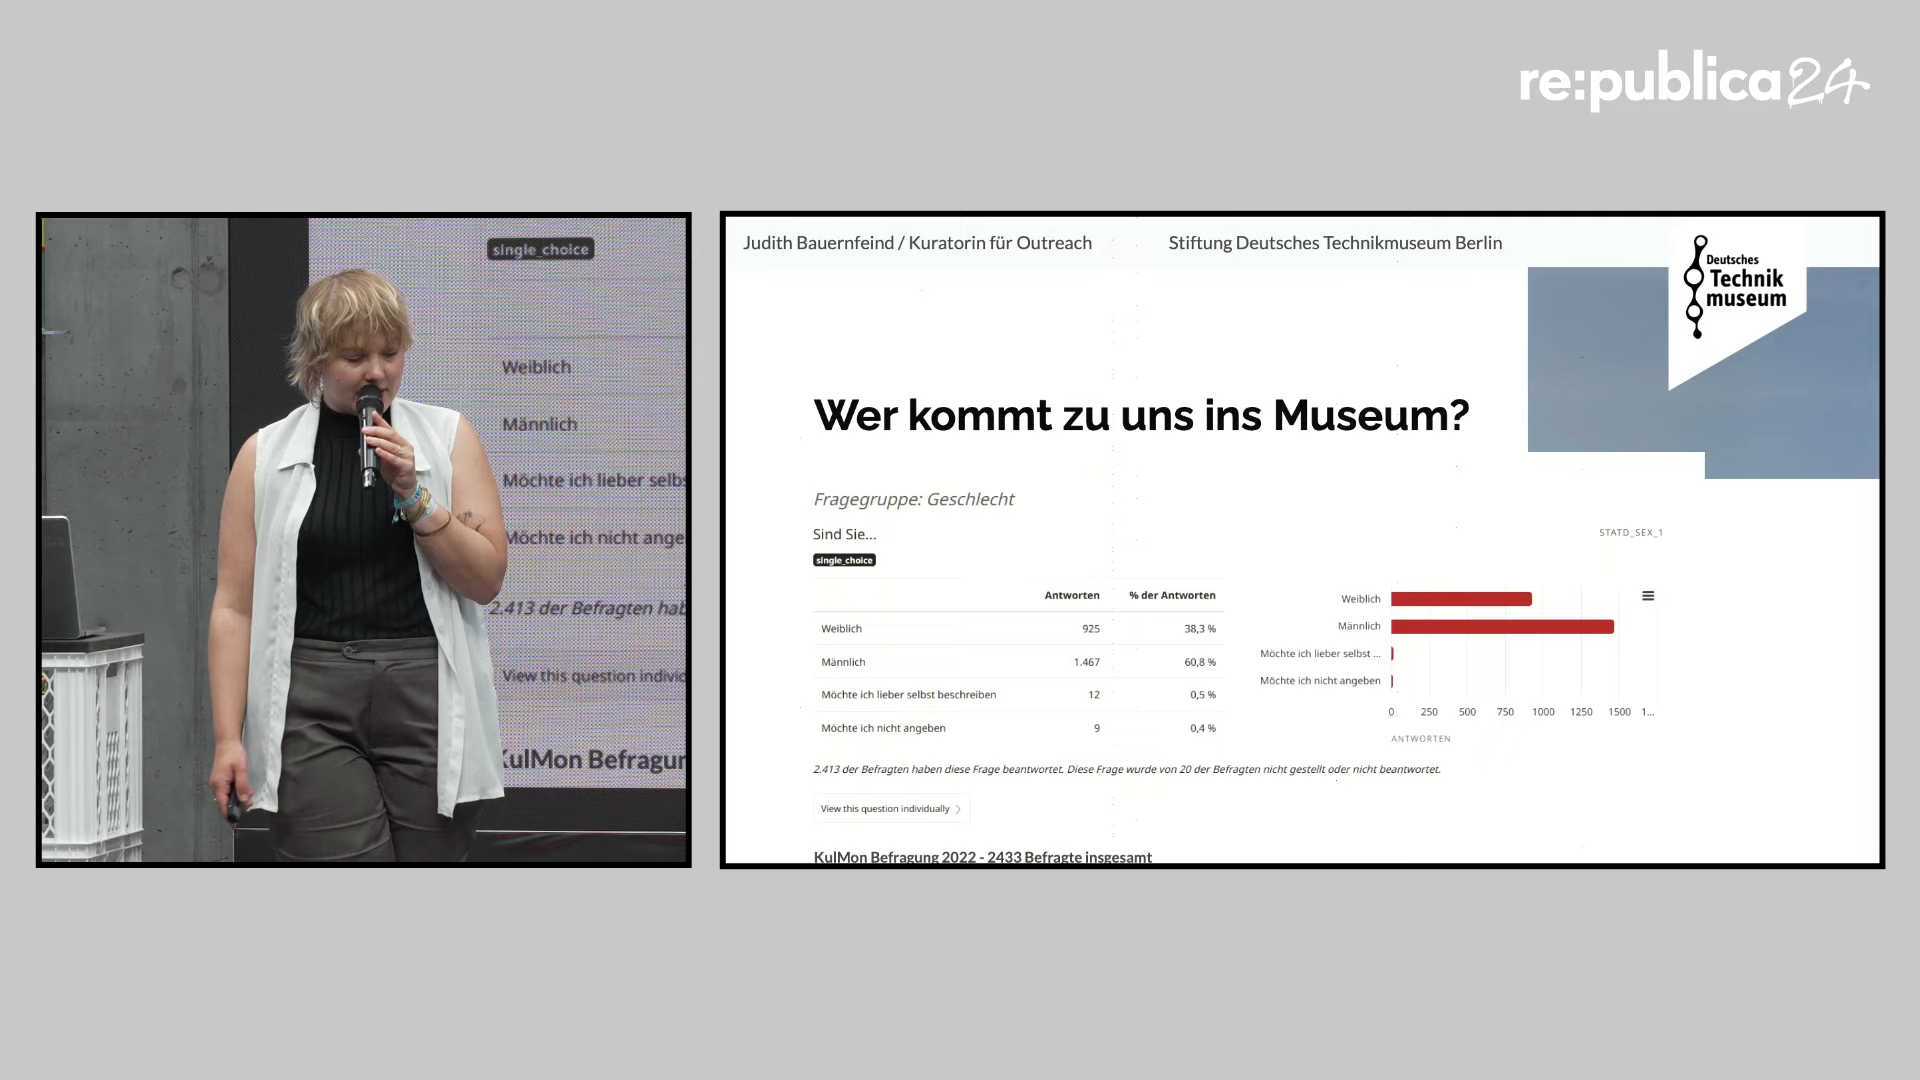 re:publica24
single_choice
Weiblich
Männlich
Möchte ich lieber selbs
Möchte ich nicht ange
2.413 der Befragten hab
View this question individ
KulMon Befragun
Judith Bauernfeind / Kuratorin für Outreach
Stiftung Deutsches Technikmuseum Berlin
Deutsches
Technik
museum
Wer kommt zu uns ins Museum?
Fragegruppe: Geschlecht
Sind Sie...
STATD_SEX_1
single_choice
Antworten % der Antworten
Weiblich 925 38,3 %
Männlich 1.467 60,8 %
Möchte ich lieber selbst beschreiben 12 0,5 %
Möchte ich nicht angeben 9 0,4 %
Weiblich
Männlich
Möchte ich lieber selbst ...
Möchte ich nicht angeben
0 250 500 750 1000 1250 1500 1...
ANTWORTEN
2.413 der Befragten haben diese Frage beantwortet. Diese Frage wurde von 20 der Befragten nicht gestellt oder nicht beantwortet.
View this question individually
KulMon Befragung 2022 - 2433 Befragte insgesamt